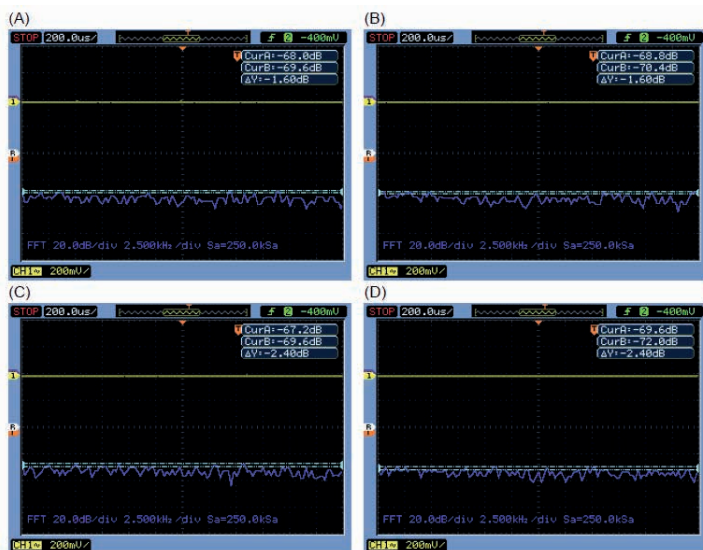 (A)
STOP 200.0us/ T f 2 -400mV
T CurA:-68.0dB
CurB:-69.6dB
ΔY:-1.60dB
1
R
T
FFT 20.0dB/div 2.500kHz/div Sa=250.0kSa
CH1~ 200mV/
(B)
STOP 200.0us/ T f 2 -400mV
T CurA:-68.8dB
CurB:-70.4dB
ΔY:-1.60dB
1
R
T
FFT 20.0dB/div 2.500kHz/div Sa=250.0kSa
CH1~ 200mV/
(C)
STOP 200.0us/ T f 2 -400mV
T CurA:-67.2dB
CurB:-69.6dB
ΔY:-2.40dB
1
R
T
FFT 20.0dB/div 2.500kHz/div Sa=250.0kSa
CH1~ 200mV/
(D)
STOP 200.0us/ T f 2 -400mV
T CurA:-69.6dB
CurB:-72.0dB
ΔY:-2.40dB
1
R
T
FFT 20.0dB/div 2.500kHz/div Sa=250.0kSa
CH1~ 200mV/